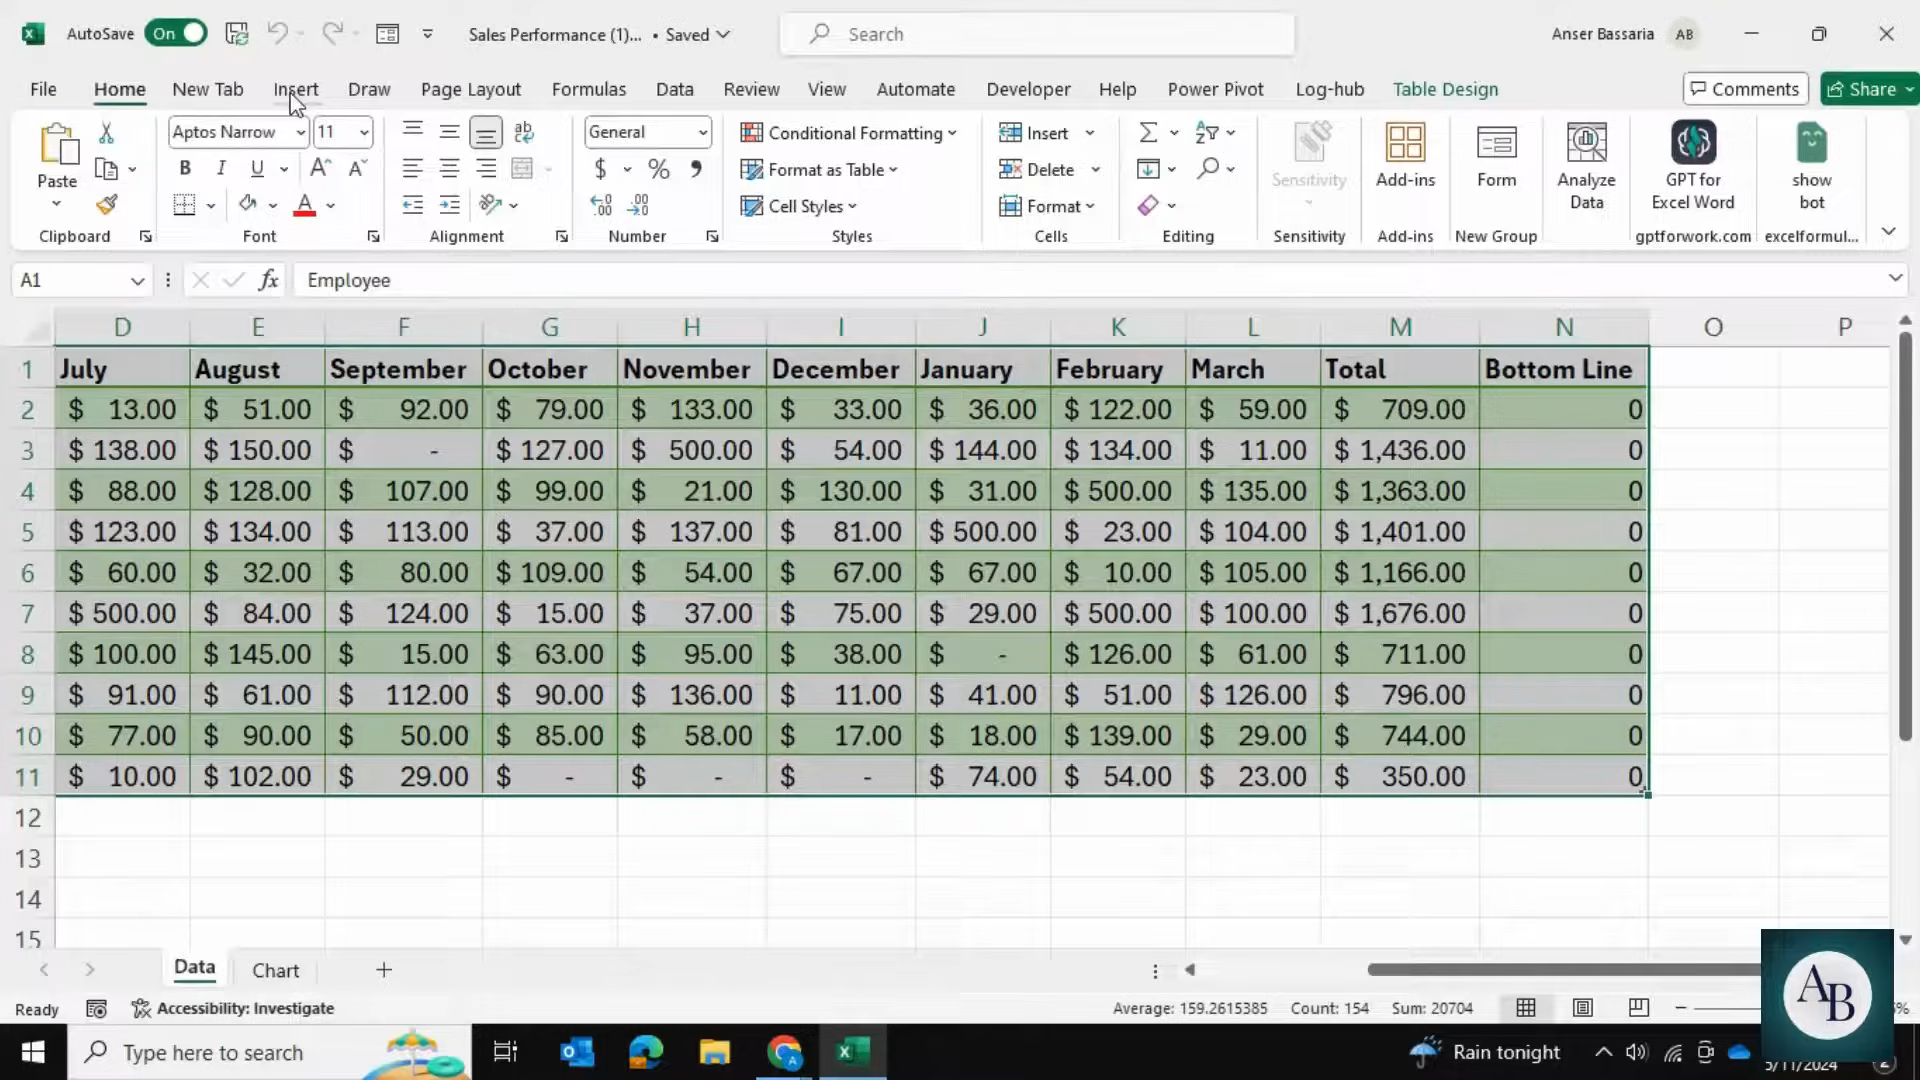 AutoSave On Sales Performance (1)... • Saved Search Anser Bassaria AB
File Home New Tab Insert Draw Page Layout Formulas Data Review View Automate Developer Help Power Pivot Log-hub Table Design Comments Share
Paste
Clipboard
Aptos Narrow 11
B I U A A
A
Font
ab
Alignment
General
$ % 9
.00 .00
Number
Conditional Formatting
Format as Table
Cell Styles
Styles
Insert
Delete
Format
Cells
Σ
Editing
Sensitivity
Sensitivity
Add-ins
Add-ins
Form
New Group
Analyze
Data
GPT for
Excel Word
gptforwork.com
show
bot
excelformul...
A1 fx Employee
D E F G H I J K L M N O P
1 July August September October November December January February March Total Bottom Line
2 $ 13.00 $ 51.00 $ 92.00 $ 79.00 $ 133.00 $ 33.00 $ 36.00 $ 122.00 $ 59.00 $ 709.00 0
3 $ 138.00 $ 150.00 $ - $ 127.00 $ 500.00 $ 54.00 $ 144.00 $ 134.00 $ 11.00 $ 1,436.00 0
4 $ 88.00 $ 128.00 $ 107.00 $ 99.00 $ 21.00 $ 130.00 $ 31.00 $ 500.00 $ 135.00 $ 1,363.00 0
5 $ 123.00 $ 134.00 $ 113.00 $ 37.00 $ 137.00 $ 81.00 $ 500.00 $ 23.00 $ 104.00 $ 1,401.00 0
6 $ 60.00 $ 32.00 $ 80.00 $ 109.00 $ 54.00 $ 67.00 $ 67.00 $ 10.00 $ 105.00 $ 1,166.00 0
7 $ 500.00 $ 84.00 $ 124.00 $ 15.00 $ 37.00 $ 75.00 $ 29.00 $ 500.00 $ 100.00 $ 1,676.00 0
8 $ 100.00 $ 145.00 $ 15.00 $ 63.00 $ 95.00 $ 38.00 $ - $ 126.00 $ 61.00 $ 711.00 0
9 $ 91.00 $ 61.00 $ 112.00 $ 90.00 $ 136.00 $ 11.00 $ 41.00 $ 51.00 $ 126.00 $ 796.00 0
10 $ 77.00 $ 90.00 $ 50.00 $ 85.00 $ 58.00 $ 17.00 $ 18.00 $ 139.00 $ 29.00 $ 744.00 0
11 $ 10.00 $ 102.00 $ 29.00 $ - $ - $ - $ 74.00 $ 54.00 $ 23.00 $ 350.00 0
12
13
14
15
Data Chart +
AB
Ready Accessibility: Investigate Average: 159.2615385 Count: 154 Sum: 20704
Type here to search Rain tonight
5/11/2024 2